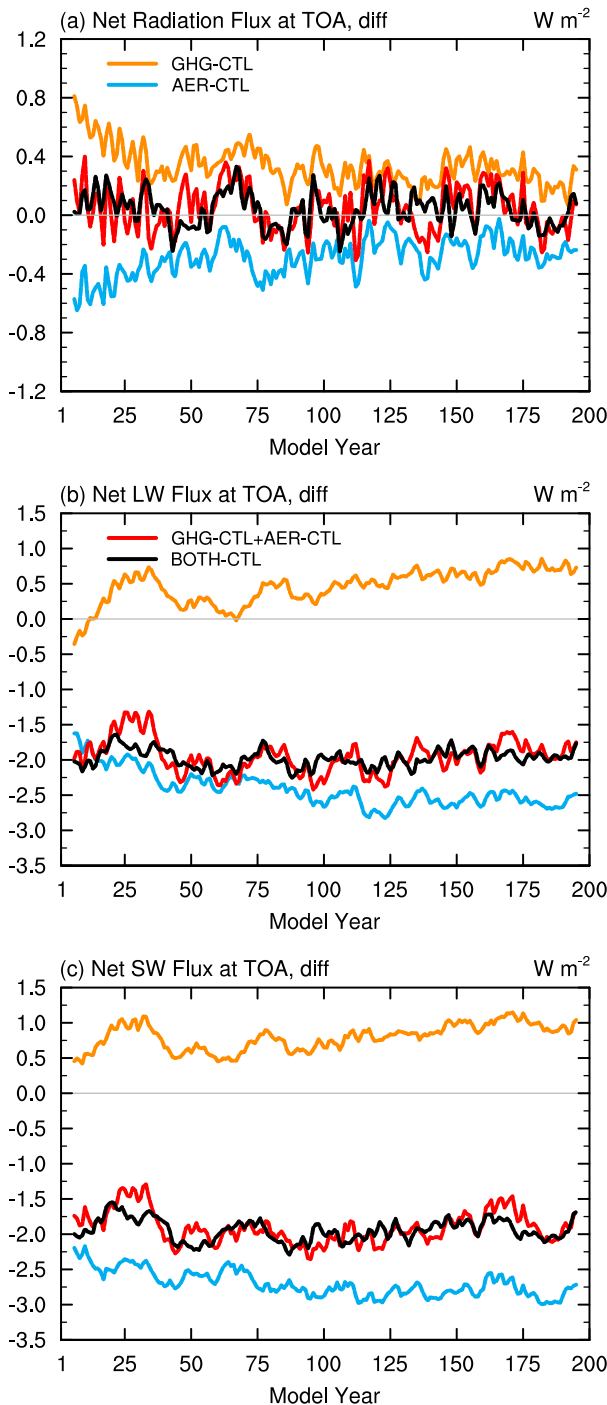 (a) Net Radiation Flux at TOA, diff W m-2
1.2
GHG-CTL
AER-CTL
0.8
0.4
0.0
-0.4
-0.8
-1.2
1 25 50 75 100 125 150 175 200
Model Year
(b) Net LW Flux at TOA, diff W m-2
1.5
GHG-CTL+AER-CTL
1.0
BOTH-CTL
0.5
0.0
0.5
-1.0
-1.5
-2.0
-2.5
-3.0
-3.5
1 25 50 75 100 125 150 175 200
Model Year
(c) Net SW Flux at TOA, diff W m-2
1.5
1.0
0.5
0.0
-0.5
-1.0
-1.5
-2.0
-2.5
-3.0
-3.5
1 25 50 75 100 125 150 175 200
Model Year